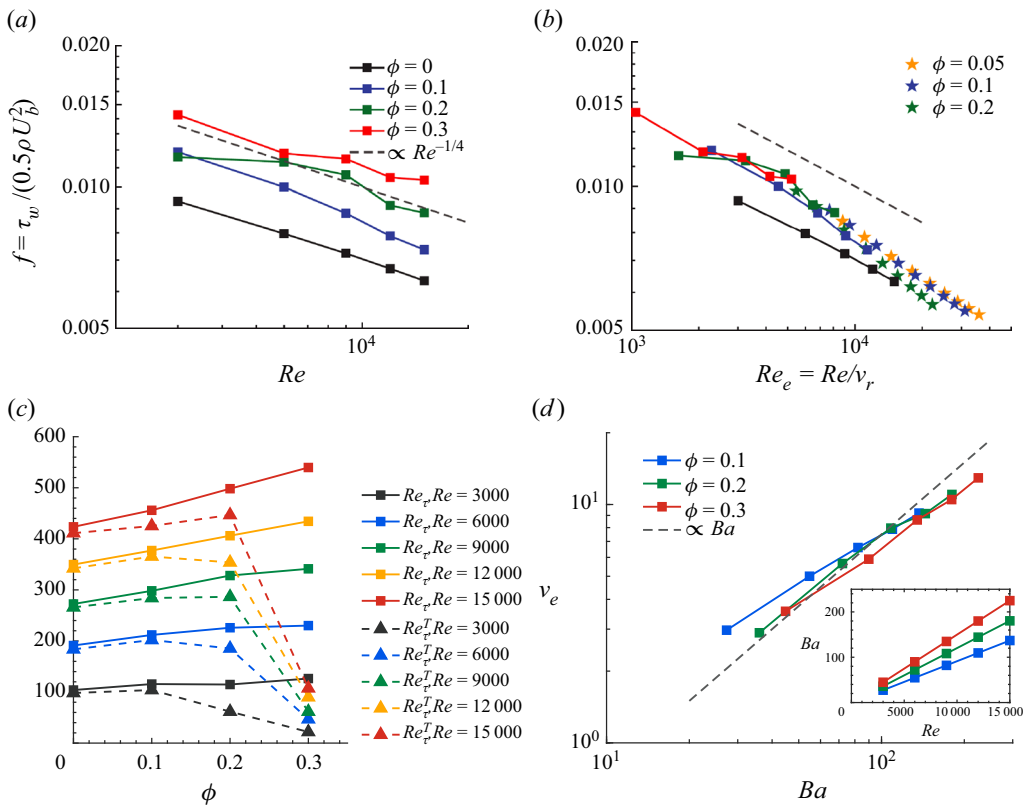 (a)
0.020
0.015
0.010
0.005
f = τ_w /(0.5ρU_b^2)
10^4
Re
ϕ = 0
ϕ = 0.1
ϕ = 0.2
ϕ = 0.3
∝ Re^{−1/4}
(b)
0.020
0.015
0.010
0.005
10^3
10^4
Re_e = Re/ν_r
ϕ = 0.05
ϕ = 0.1
ϕ = 0.2
(c)
600
500
400
300
200
100
0
0.1
0.2
0.3
ϕ
Re_τ, Re = 3000
Re_τ, Re = 6000
Re_τ, Re = 9000
Re_τ, Re = 12 000
Re_τ, Re = 15 000
Re_τ^T, Re = 3000
Re_τ^T, Re = 6000
Re_τ^T, Re = 9000
Re_τ^T, Re = 12 000
Re_τ^T, Re = 15 000
(d)
ν_e
10^1
10^0
10^1
10^2
Ba
ϕ = 0.1
ϕ = 0.2
ϕ = 0.3
∝ Ba
Ba
200
100
0
5000
10 000
15 000
Re